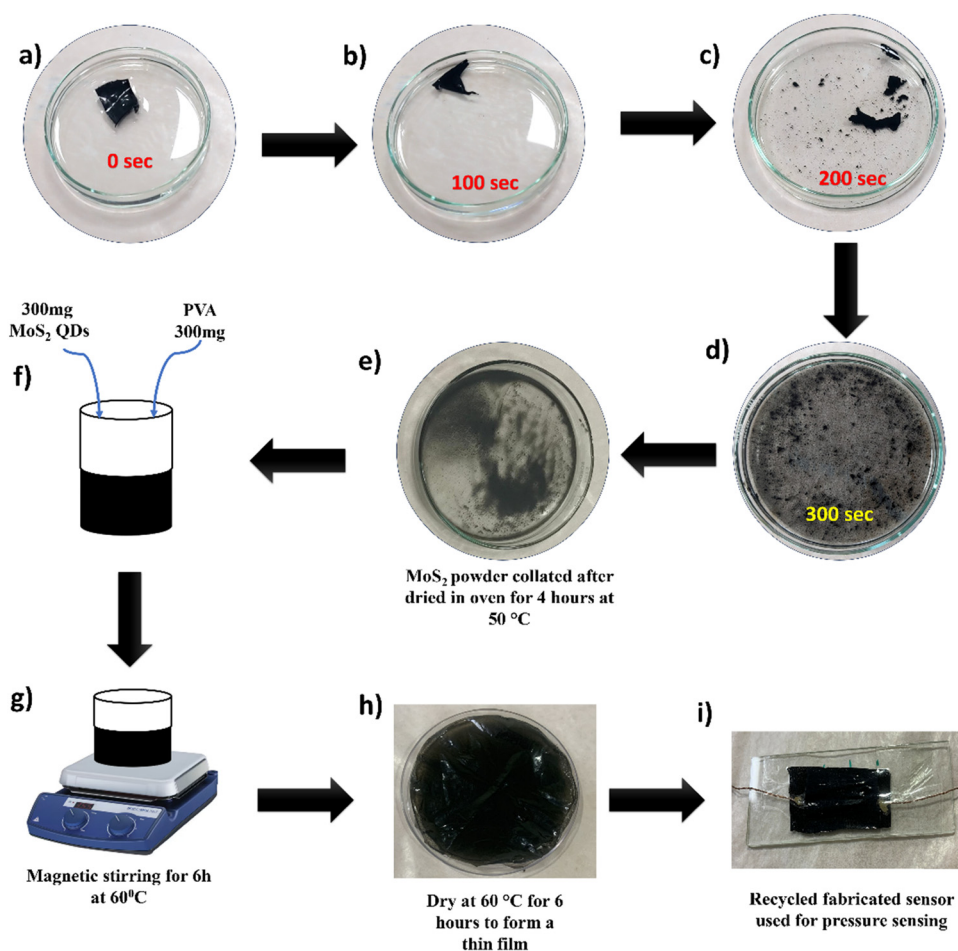 a)
0 sec
b)
100 sec
c)
200 sec
d)
300 sec
e)
MoS₂ powder collated after
dried in oven for 4 hours at
50 °C
f)
300mg
MoS₂ QDs
PVA
300mg
g)
Magnetic stirring for 6h
at 60⁰C
h)
Dry at 60 °C for 6
hours to form a
thin film
i)
Recycled fabricated sensor
used for pressure sensing